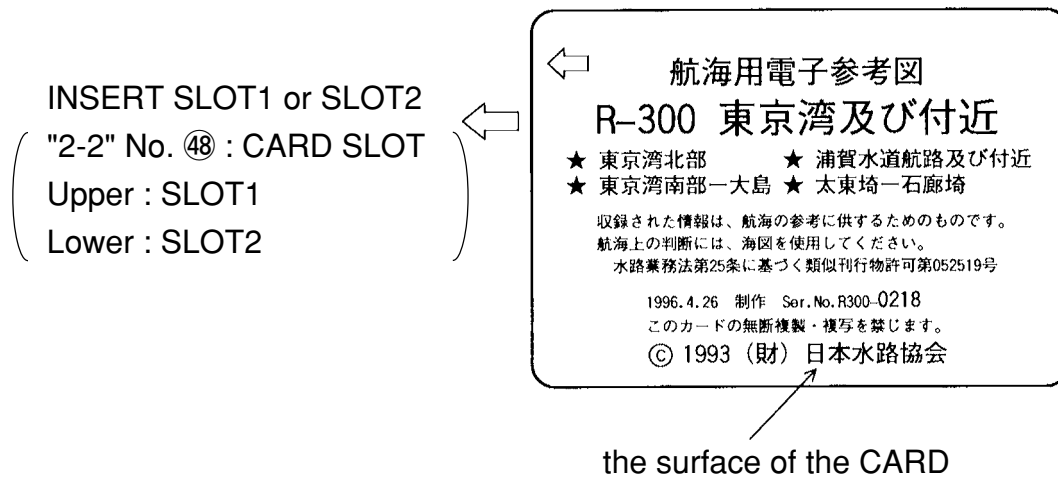 INSERT SLOT1 or SLOT2
"2-2" No. ㊽ : CARD SLOT
Upper : SLOT1
Lower : SLOT2
航海用電子参考図
R-300 東京湾及び付近
★ 東京湾北部 ★ 浦賀水道航路及び付近
★ 東京湾南部ー大島 ★ 太東埼ー石廊埼
収録された情報は、航海の参考に供するためのものです。
航海上の判断には、海図を使用してください。
水路業務法第25条に基づく類似刊行物許可第052519号
1996.4.26 制作 Ser.No.R300-0218
このカードの無断複製・複写を禁じます。
© 1993 (財) 日本水路協会
the surface of the CARD